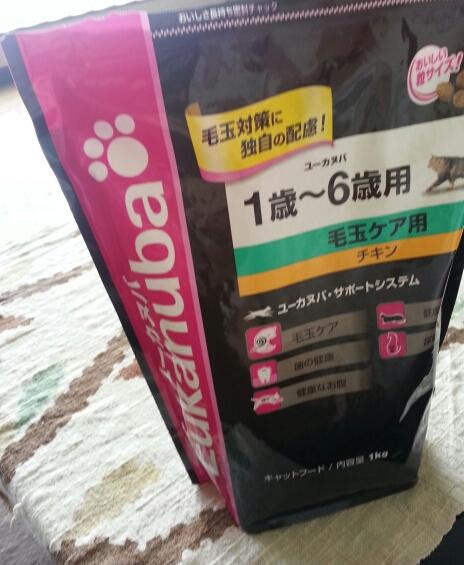 おいしさ長持ち密封チャック
おいしい
粒サイズ!
毛玉対策に
独自の配慮!
ユーカヌバ
1歳~6歳用
毛玉ケア用
チキン
ユーカヌバ・サポートシステム
毛玉ケア
歯の健康
健康なお腹
キャットフード / 内容量 1kg
Eukanuba
ユーカヌバ